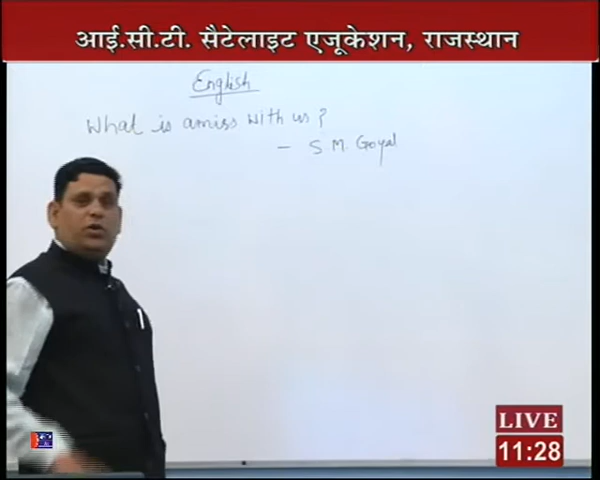 आई.सी.टी. सैटेलाइट एजूकेशन, राजस्थान
English
What is amiss with us ?
- S M Goyal
LIVE
11:28